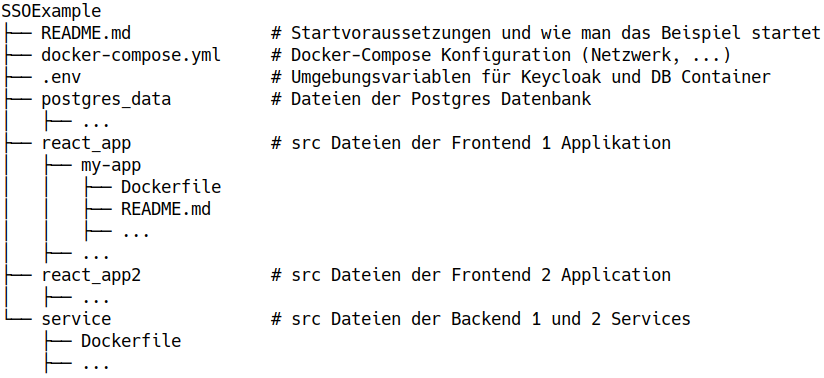 SSOExample
├── README.md              # Startvoraussetzungen und wie man das Beispiel startet
├── docker-compose.yml     # Docker-Compose Konfiguration (Netzwerk, ...)
├── .env                   # Umgebungsvariablen für Keycloak und DB Container
├── postgres_data          # Dateien der Postgres Datenbank
│   ├── ...
├── react_app              # src Dateien der Frontend 1 Applikation
│   ├── my-app
│   │   ├── Dockerfile
│   │   ├── README.md
│   │   ├── ...
│   ├── ...
├── react_app2             # src Dateien der Frontend 2 Application
│   ├── ...
└── service                # src Dateien der Backend 1 und 2 Services
    ├── Dockerfile
    ├── ...